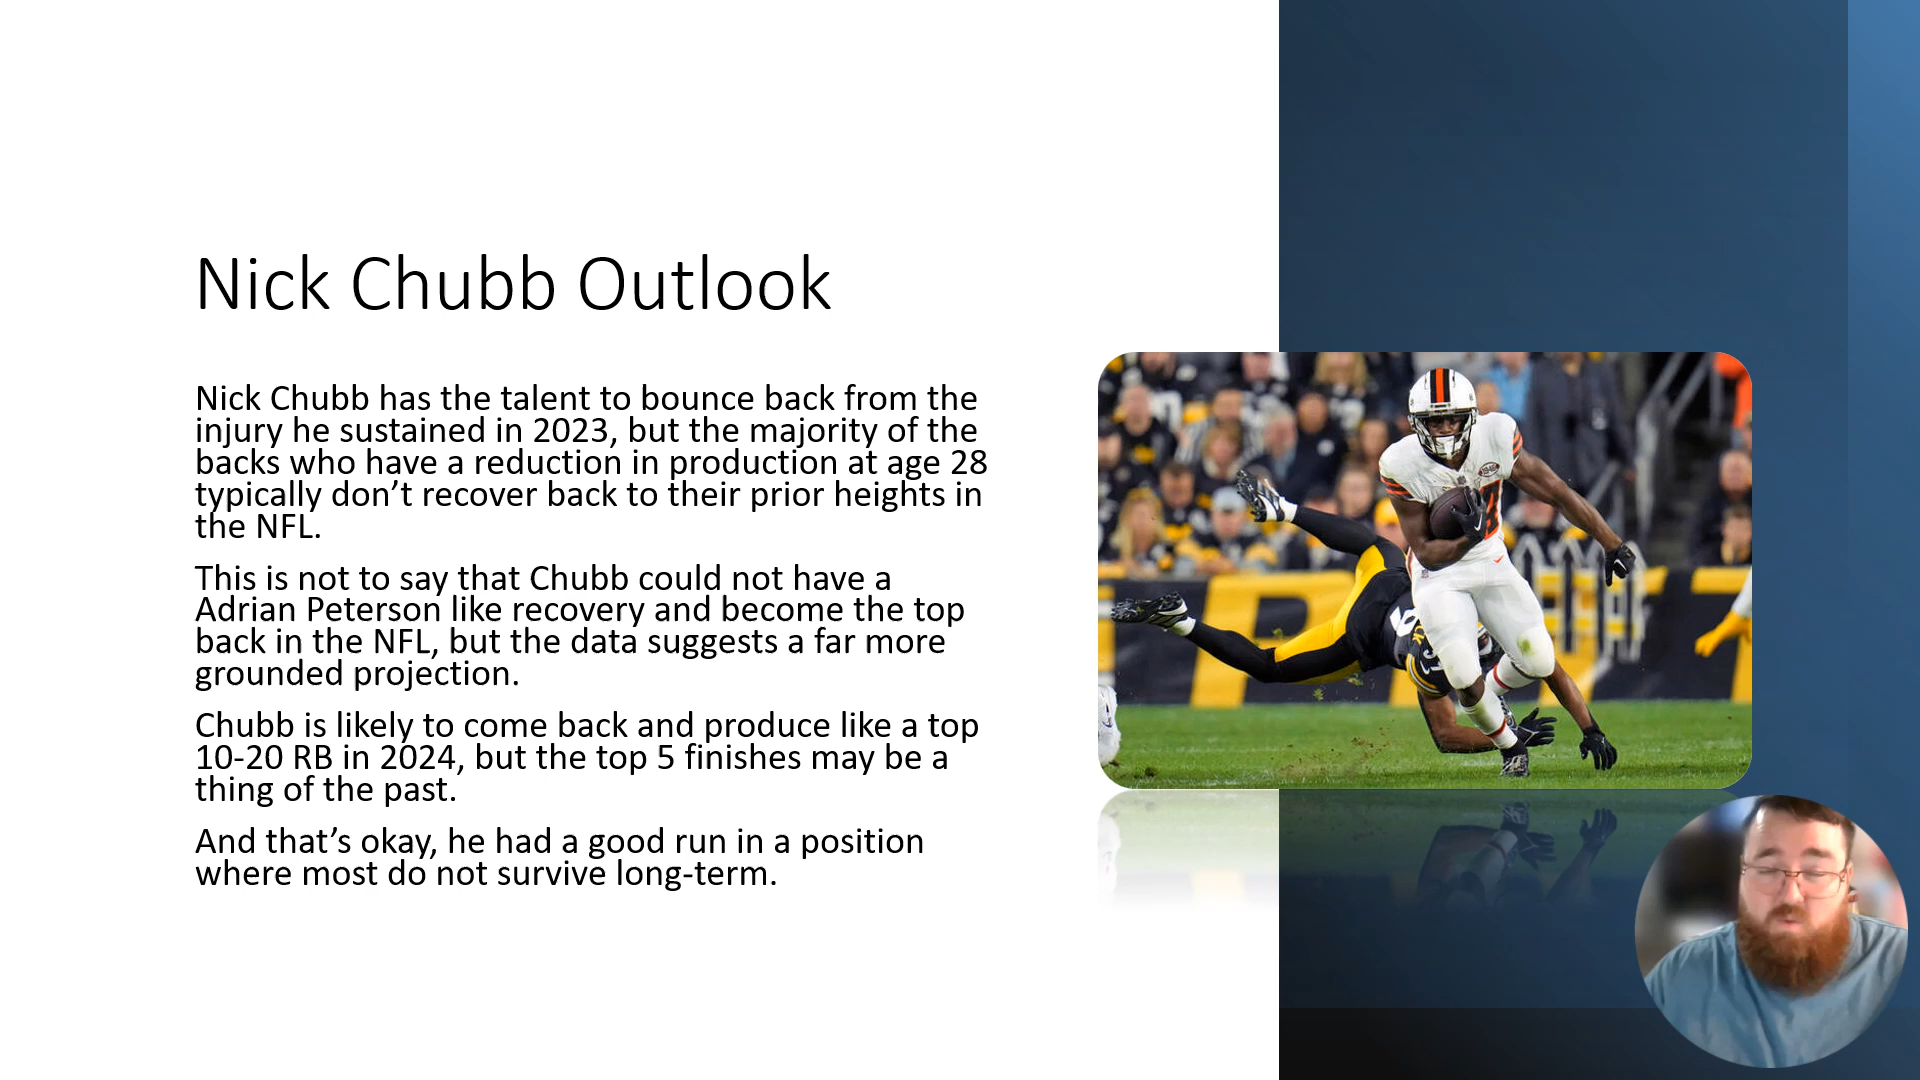 Nick Chubb Outlook
Nick Chubb has the talent to bounce back from the
injury he sustained in 2023, but the majority of the
backs who have a reduction in production at age 28
typically don’t recover back to their prior heights in
the NFL.
This is not to say that Chubb could not have a
Adrian Peterson like recovery and become the top
back in the NFL, but the data suggests a far more
grounded projection.
Chubb is likely to come back and produce like a top
10-20 RB in 2024, but the top 5 finishes may be a
thing of the past.
And that’s okay, he had a good run in a position
where most do not survive long-term.